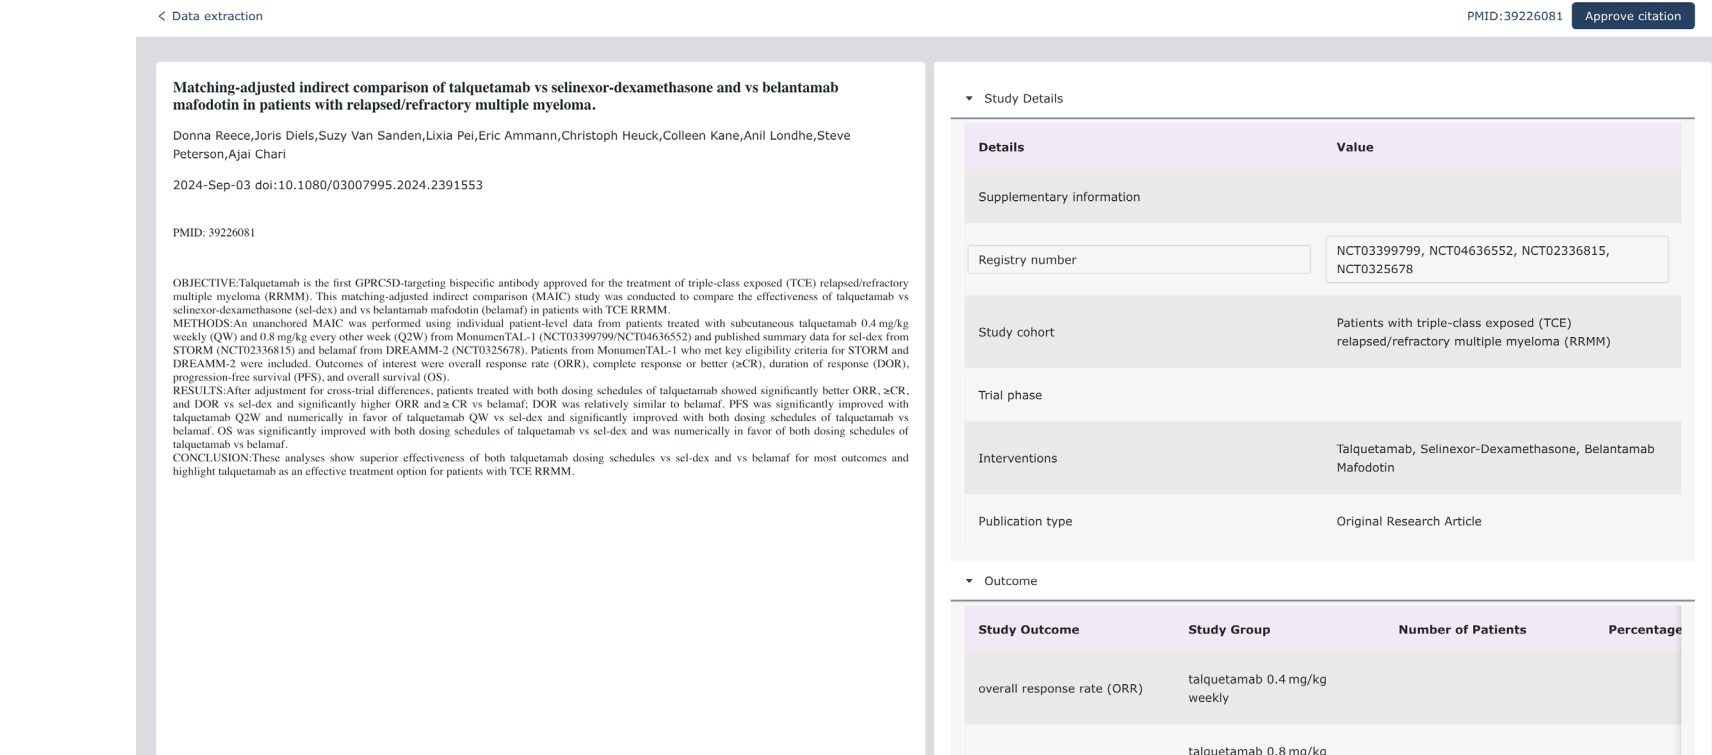 < Data extraction
PMID:39226081
Approve citation
Matching-adjusted indirect comparison of talquetamab vs selinexor-dexamethasone and vs belantamab
mafodotin in patients with relapsed/refractory multiple myeloma.
Donna Reece,Joris Diels,Suzy Van Sanden,Lixia Pei,Eric Ammann,Christoph Heuck,Colleen Kane,Anil Londhe,Steve
Peterson,Ajai Chari
2024-Sep-03 doi:10.1080/03007995.2024.2391553
PMID: 39226081
OBJECTIVE:Talquetamab is the first GPRC5D-targeting bispecific antibody approved for the treatment of triple-class exposed (TCE) relapsed/refractory
multiple myeloma (RRMM). This matching-adjusted indirect comparison (MAIC) study was conducted to compare the effectiveness of talquetamab vs
selinexor-dexamethasone (sel-dex) and vs belantamab mafodotin (belamaf) in patients with TCE RRMM.
METHODS:An unanchored MAIC was performed using individual patient-level data from patients treated with subcutaneous talquetamab 0.4 mg/kg
weekly (QW) and 0.8 mg/kg every other week (Q2W) from MonumenTAL-1 (NCT03399799/NCT04636552) and published summary data for sel-dex from
STORM (NCT02336815) and belamaf from DREAMM-2 (NCT0325678). Patients from MonumenTAL-1 who met key eligibility criteria for STORM and
DREAMM-2 were included. Outcomes of interest were overall response rate (ORR), complete response or better (≥CR), duration of response (DOR),
progression-free survival (PFS), and overall survival (OS).
RESULTS:After adjustment for cross-trial differences, patients treated with both dosing schedules of talquetamab showed significantly better ORR, ≥CR,
and DOR vs sel-dex and significantly higher ORR and ≥ CR vs belamaf; DOR was relatively similar to belamaf. PFS was significantly improved with
talquetamab Q2W and numerically in favor of talquetamab QW vs sel-dex and significantly improved with both dosing schedules of talquetamab vs
belamaf. OS was significantly improved with both dosing schedules of talquetamab vs sel-dex and was numerically in favor of both dosing schedules of
talquetamab vs belamaf.
CONCLUSION:These analyses show superior effectiveness of both talquetamab dosing schedules vs sel-dex and vs belamaf for most outcomes and
highlight talquetamab as an effective treatment option for patients with TCE RRMM.
Study Details
Details Value
Supplementary information
Registry number
NCT03399799, NCT04636552, NCT02336815,
NCT0325678
Study cohort
Patients with triple-class exposed (TCE)
relapsed/refractory multiple myeloma (RRMM)
Trial phase
Interventions
Talquetamab, Selinexor-Dexamethasone, Belantamab
Mafodotin
Publication type Original Research Article
Outcome
Study Outcome Study Group Number of Patients Percentage
overall response rate (ORR)
talquetamab 0.4 mg/kg
weekly
talquetamab 0.8 mg/kg